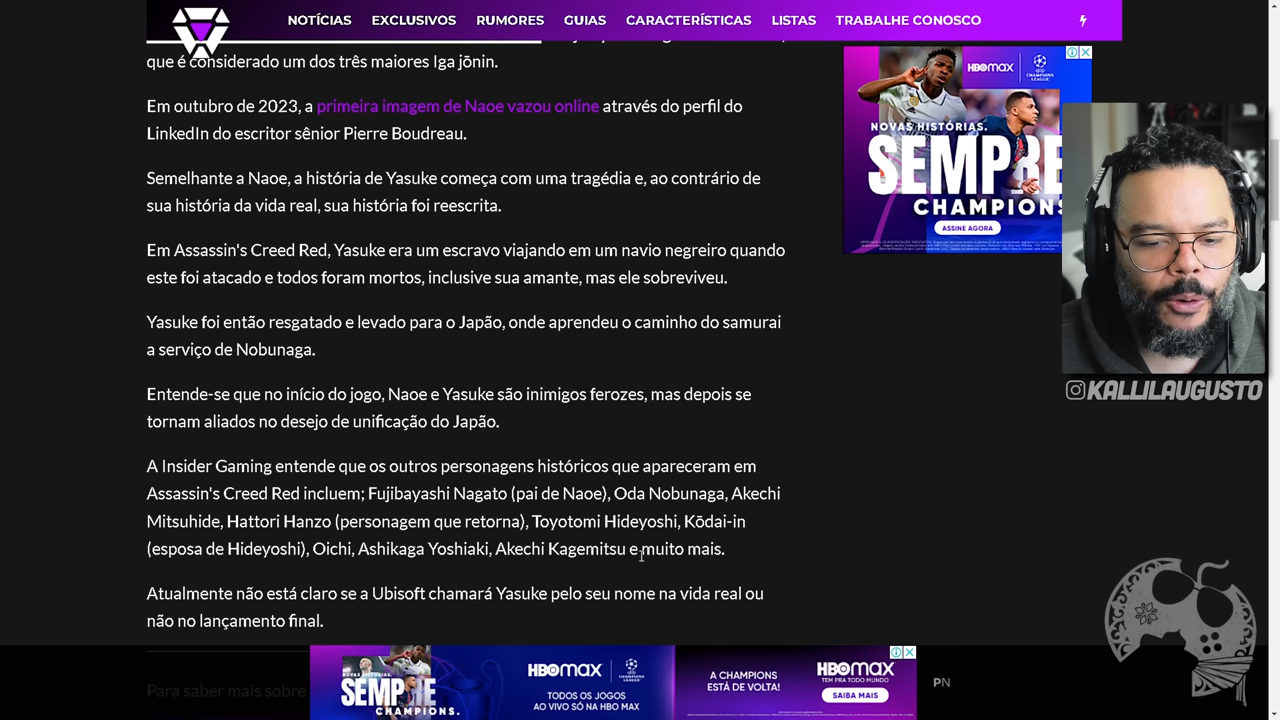 NOTÍCIAS EXCLUSIVOS RUMORES GUIAS CARACTERÍSTICAS LISTAS TRABALHE CONOSCO
que é considerado um dos três maiores Iga jōnin.
Em outubro de 2023, a primeira imagem de Naoe vazou online através do perfil do
LinkedIn do escritor sênior Pierre Boudreau.
Semelhante a Naoe, a história de Yasuke começa com uma tragédia e, ao contrário de
sua história da vida real, sua história foi reescrita.
Em Assassin's Creed Red, Yasuke era um escravo viajando em um navio negreiro quando
este foi atacado e todos foram mortos, inclusive sua amante, mas ele sobreviveu.
Yasuke foi então resgatado e levado para o Japão, onde aprendeu o caminho do samurai
a serviço de Nobunaga.
Entende-se que no início do jogo, Naoe e Yasuke são inimigos ferozes, mas depois se
tornam aliados no desejo de unificação do Japão.
A Insider Gaming entende que os outros personagens históricos que apareceram em
Assassin's Creed Red incluem; Fujibayashi Nagato (pai de Naoe), Oda Nobunaga, Akechi
Mitsuhide, Hattori Hanzo (personagem que retorna), Toyotomi Hideyoshi, Kōdai-in
(esposa de Hideyoshi), Oichi, Ashikaga Yoshiaki, Akechi Kagemitsu e muito mais.
Atualmente não está claro se a Ubisoft chamará Yasuke pelo seu nome na vida real ou
não no lançamento final.
Para saber mais sobre
HBOMAX
CHAMPIONS LEAGUE
NOVAS HISTÓRIAS.
SEMPRE
CHAMPIONS
ASSINE AGORA
KALLILAUGUSTO
SEMPRE
CHAMPIONS.
HBOMAX
CHAMPIONS LEAGUE
TODOS OS JOGOS
AO VIVO SÓ NA HBO MAX
A CHAMPIONS
ESTÁ DE VOLTA!
HBOMAX
TEM PRA TODO MUNDO
SAIBA MAIS
PN